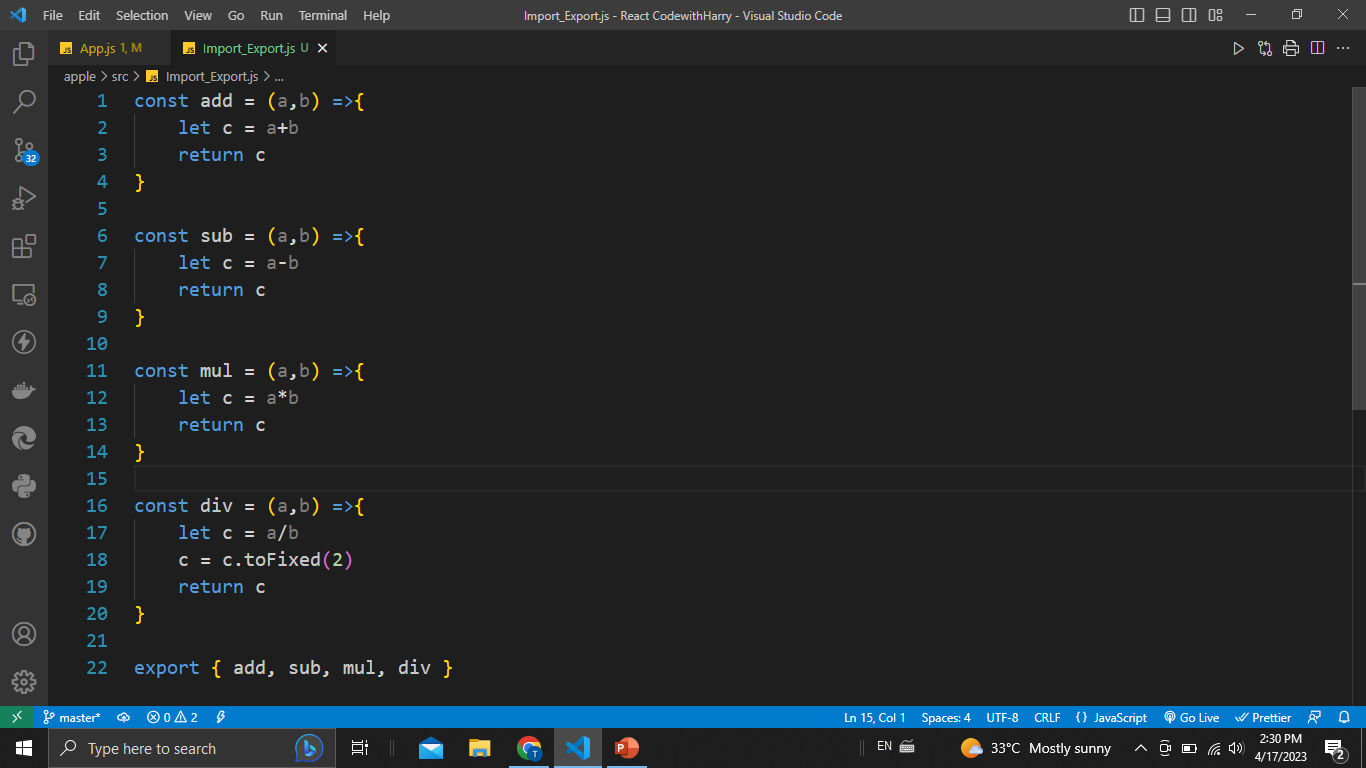 File Edit Selection View Go Run Terminal Help Import_Export.js - React CodewithHarry - Visual Studio Code
JS App.js 1, M JS Import_Export.js U
apple > src > JS Import_Export.js > ...
1 const add = (a,b) =>{
2     let c = a+b
3     return c
4 }
5
6 const sub = (a,b) =>{
7     let c = a-b
8     return c
9 }
10
11 const mul = (a,b) =>{
12     let c = a*b
13     return c
14 }
15
16 const div = (a,b) =>{
17     let c = a/b
18     c = c.toFixed(2)
19     return c
20 }
21
22 export { add, sub, mul, div }
32
master* 0 2 Ln 15, Col 1 Spaces: 4 UTF-8 CRLF {} JavaScript Go Live Prettier
Type here to search T P EN 33°C Mostly sunny 2:30 PM
4/17/2023 2